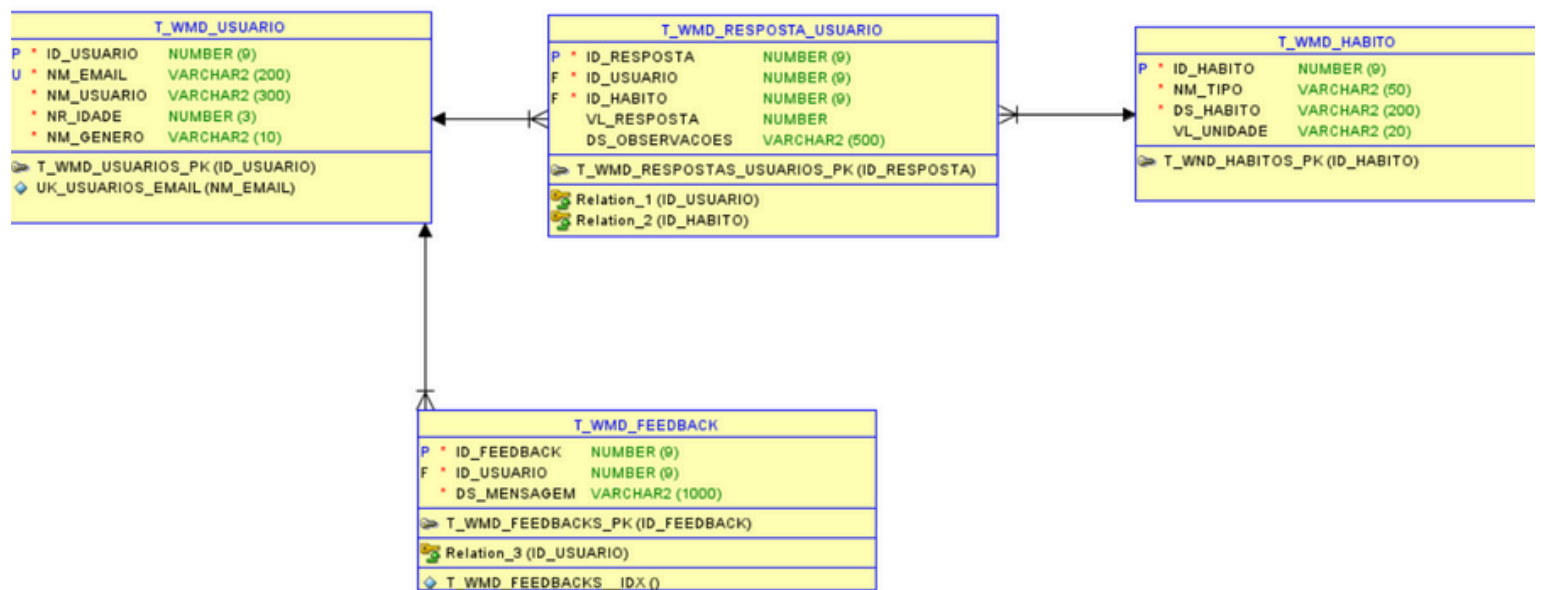 T_WMD_USUARIO
P * ID_USUARIO NUMBER (9)
U * NM_EMAIL VARCHAR2 (200)
* NM_USUARIO VARCHAR2 (300)
* NR_IDADE NUMBER (3)
* NM_GENERO VARCHAR2 (10)
T_WMD_USUARIOS_PK (ID_USUARIO)
UK_USUARIOS_EMAIL (NM_EMAIL)
T_WMD_RESPOSTA_USUARIO
P * ID_RESPOSTA NUMBER (9)
F * ID_USUARIO NUMBER (9)
F * ID_HABITO NUMBER (9)
VL_RESPOSTA NUMBER
DS_OBSERVACOES VARCHAR2 (500)
T_WMD_RESPOSTAS_USUARIOS_PK (ID_RESPOSTA)
Relation_1 (ID_USUARIO)
Relation_2 (ID_HABITO)
T_WMD_HABITO
P * ID_HABITO NUMBER (9)
* NM_TIPO VARCHAR2 (50)
* DS_HABITO VARCHAR2 (200)
VL_UNIDADE VARCHAR2 (20)
T_WND_HABITOS_PK (ID_HABITO)
T_WMD_FEEDBACK
P * ID_FEEDBACK NUMBER (9)
F * ID_USUARIO NUMBER (9)
* DS_MENSAGEM VARCHAR2 (1000)
T_WMD_FEEDBACKS_PK (ID_FEEDBACK)
Relation_3 (ID_USUARIO)
T_WMD_FEEDBACKS__IDX ()